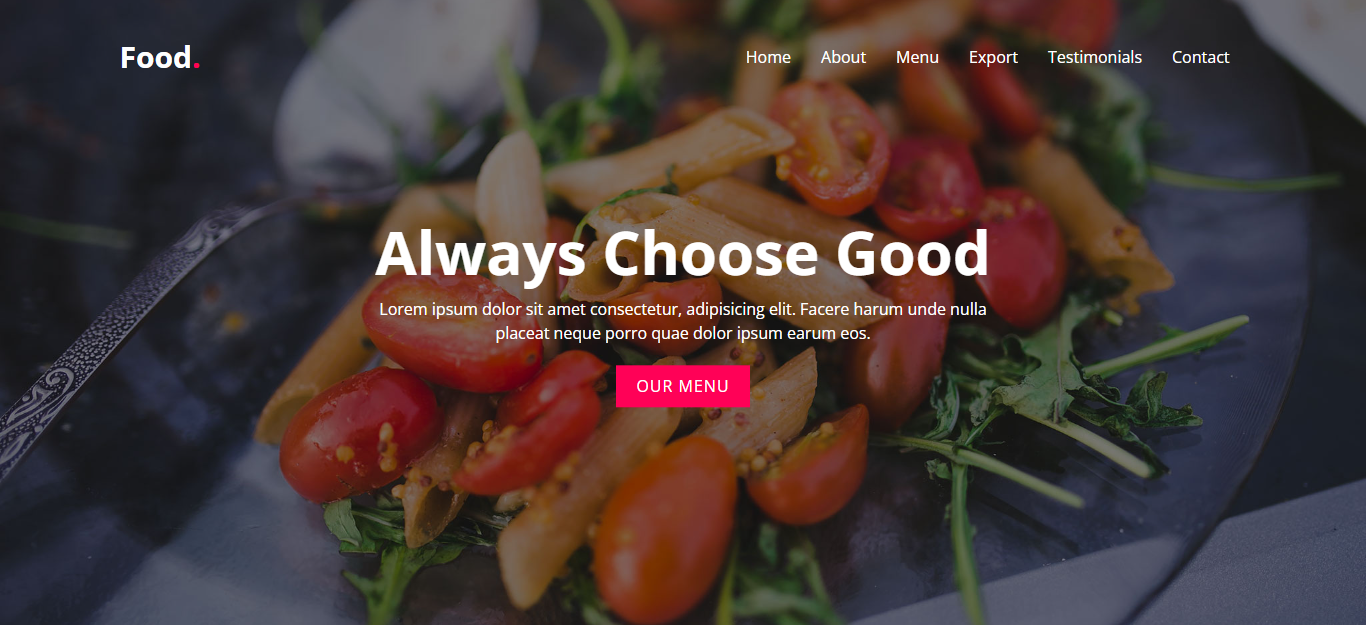 Food.
Home About Menu Export Testimonials Contact
Always Choose Good
Lorem ipsum dolor sit amet consectetur, adipisicing elit. Facere harum unde nulla
placeat neque porro quae dolor ipsum earum eos.
OUR MENU